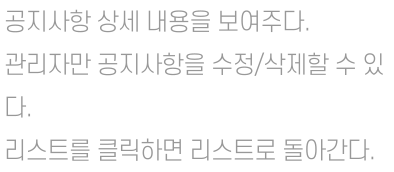 공지사항 상세 내용을 보여주다.
관리자만 공지사항을 수정/삭제할 수 있
다.
리스트를 클릭하면 리스트로 돌아간다.